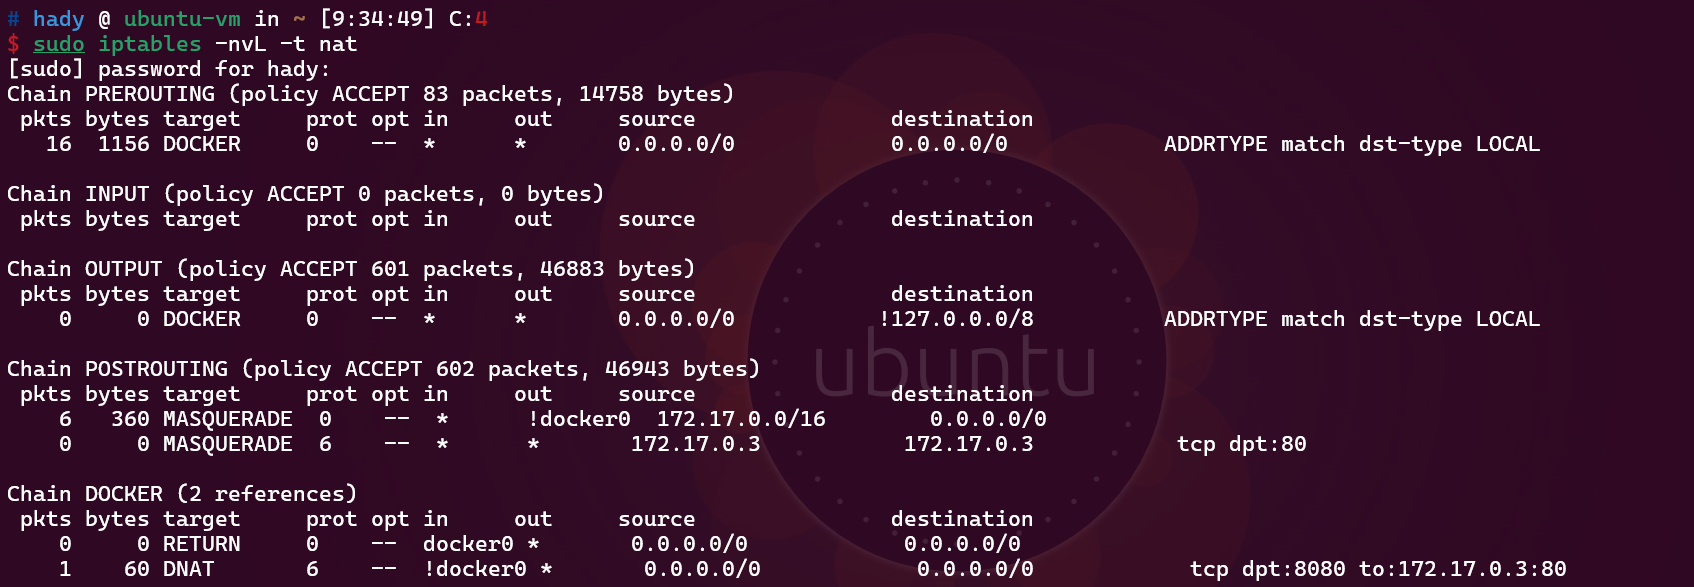 # hady @ ubuntu-vm in ~ [9:34:49] C:4
$ sudo iptables -nvL -t nat
[sudo] password for hady:
Chain PREROUTING (policy ACCEPT 83 packets, 14758 bytes)
 pkts bytes target     prot opt in     out     source               destination
   16  1156 DOCKER     0    --  *      *       0.0.0.0/0            0.0.0.0/0            ADDRTYPE match dst-type LOCAL

Chain INPUT (policy ACCEPT 0 packets, 0 bytes)
 pkts bytes target     prot opt in     out     source               destination

Chain OUTPUT (policy ACCEPT 601 packets, 46883 bytes)
 pkts bytes target     prot opt in     out     source               destination
    0     0 DOCKER     0    --  *      *       0.0.0.0/0           !127.0.0.0/8          ADDRTYPE match dst-type LOCAL

Chain POSTROUTING (policy ACCEPT 602 packets, 46943 bytes)
 pkts bytes target     prot opt in     out     source               destination
    6   360 MASQUERADE  0    --  *      !docker0  172.17.0.0/16        0.0.0.0/0
    0     0 MASQUERADE  6    --  *      *       172.17.0.3           172.17.0.3           tcp dpt:80

Chain DOCKER (2 references)
 pkts bytes target     prot opt in     out     source               destination
    0     0 RETURN     0    --  docker0 *       0.0.0.0/0            0.0.0.0/0
    1    60 DNAT       6    --  !docker0 *       0.0.0.0/0            0.0.0.0/0            tcp dpt:8080 to:172.17.0.3:80
ubuntu